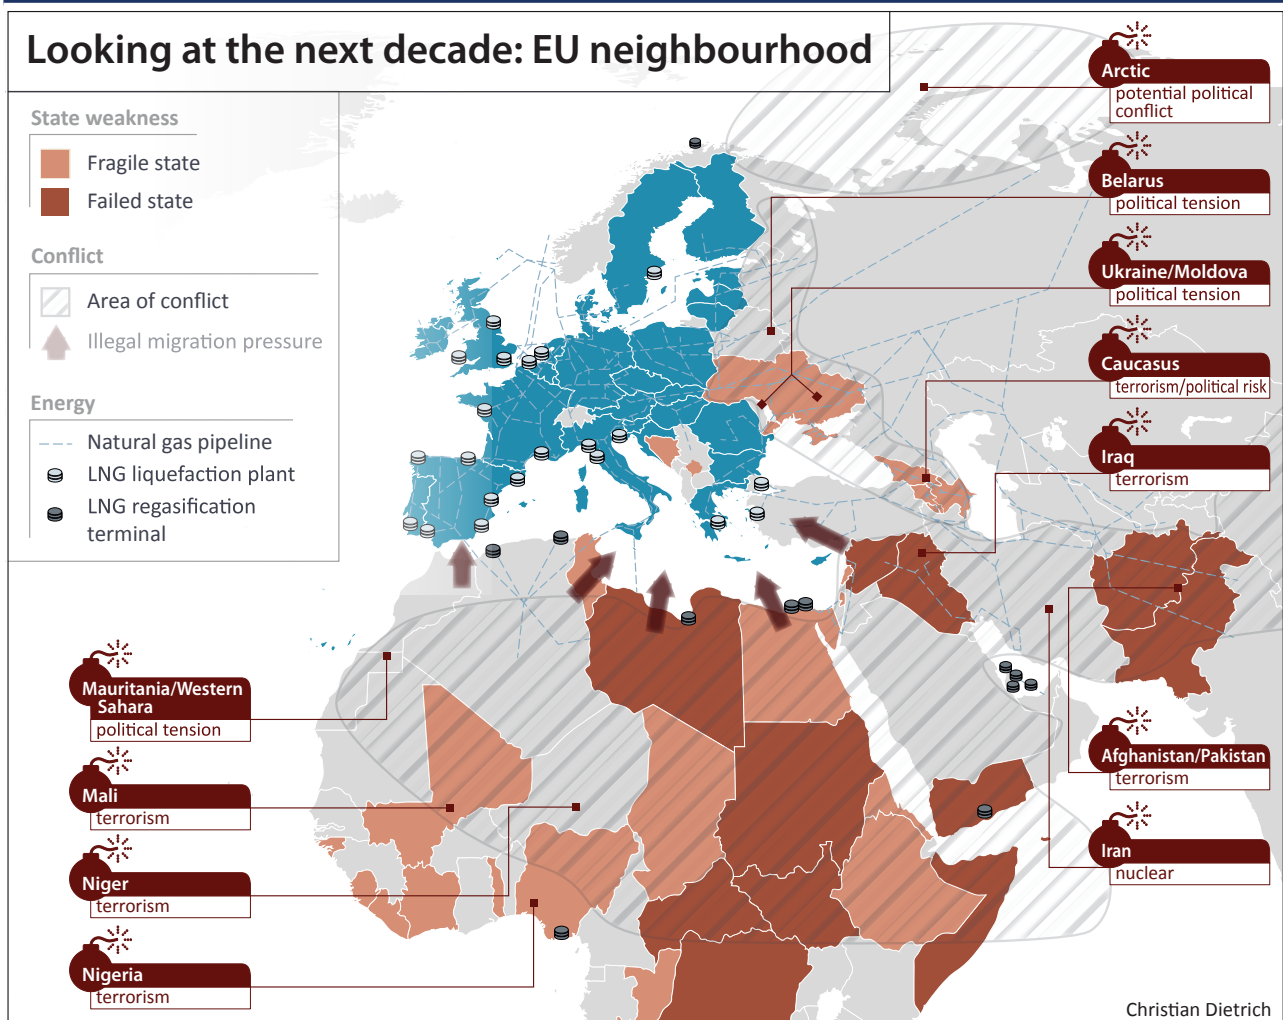 Looking at the next decade: EU neighbourhood
State weakness
Fragile state
Failed state
Conflict
Area of conflict
Illegal migration pressure
Energy
Natural gas pipeline
LNG liquefaction plant
LNG regasification
terminal
Arctic
potential political
conflict
Belarus
political tension
Ukraine/Moldova
political tension
Caucasus
terrorism/political risk
Iraq
terrorism
Mauritania/Western
Sahara
political tension
Mali
terrorism
Niger
terrorism
Nigeria
terrorism
Afghanistan/Pakistan
terrorism
Iran
nuclear
Christian Dietrich